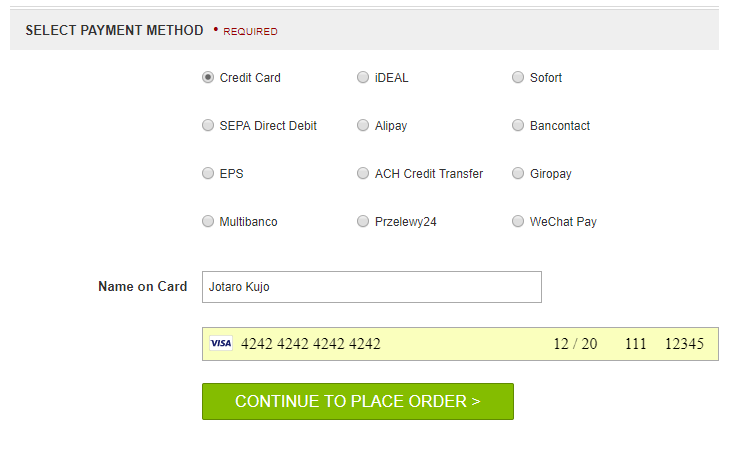 SELECT PAYMENT METHOD • REQUIRED
Credit Card iDEAL Sofort
SEPA Direct Debit Alipay Bancontact
EPS ACH Credit Transfer Giropay
Multibanco Przelewy24 WeChat Pay
Name on Card Jotaro Kujo
VISA 4242 4242 4242 4242 12 / 20 111 12345
CONTINUE TO PLACE ORDER >